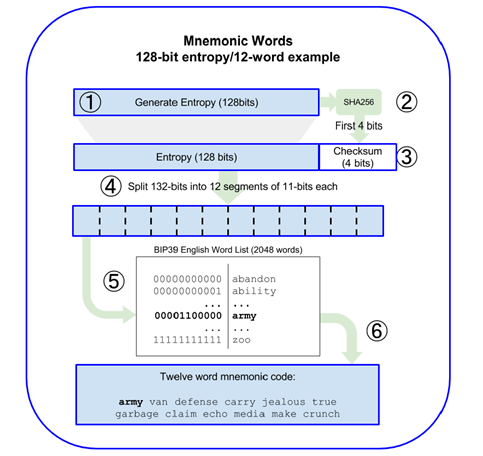 Mnemonic Words
128-bit entropy/12-word example
① Generate Entropy (128bits)
SHA256
②
First 4 bits
Entropy (128 bits)
Checksum
(4 bits)
③
④ Split 132-bits into 12 segments of 11-bits each
BIP39 English Word List (2048 words)
⑤
00000000000 abandon
00000000001 ability
... ...
00001100000 army
... ...
11111111111 zoo
⑥
Twelve word mnemonic code:
army van defense carry jealous true
garbage claim echo media make crunch